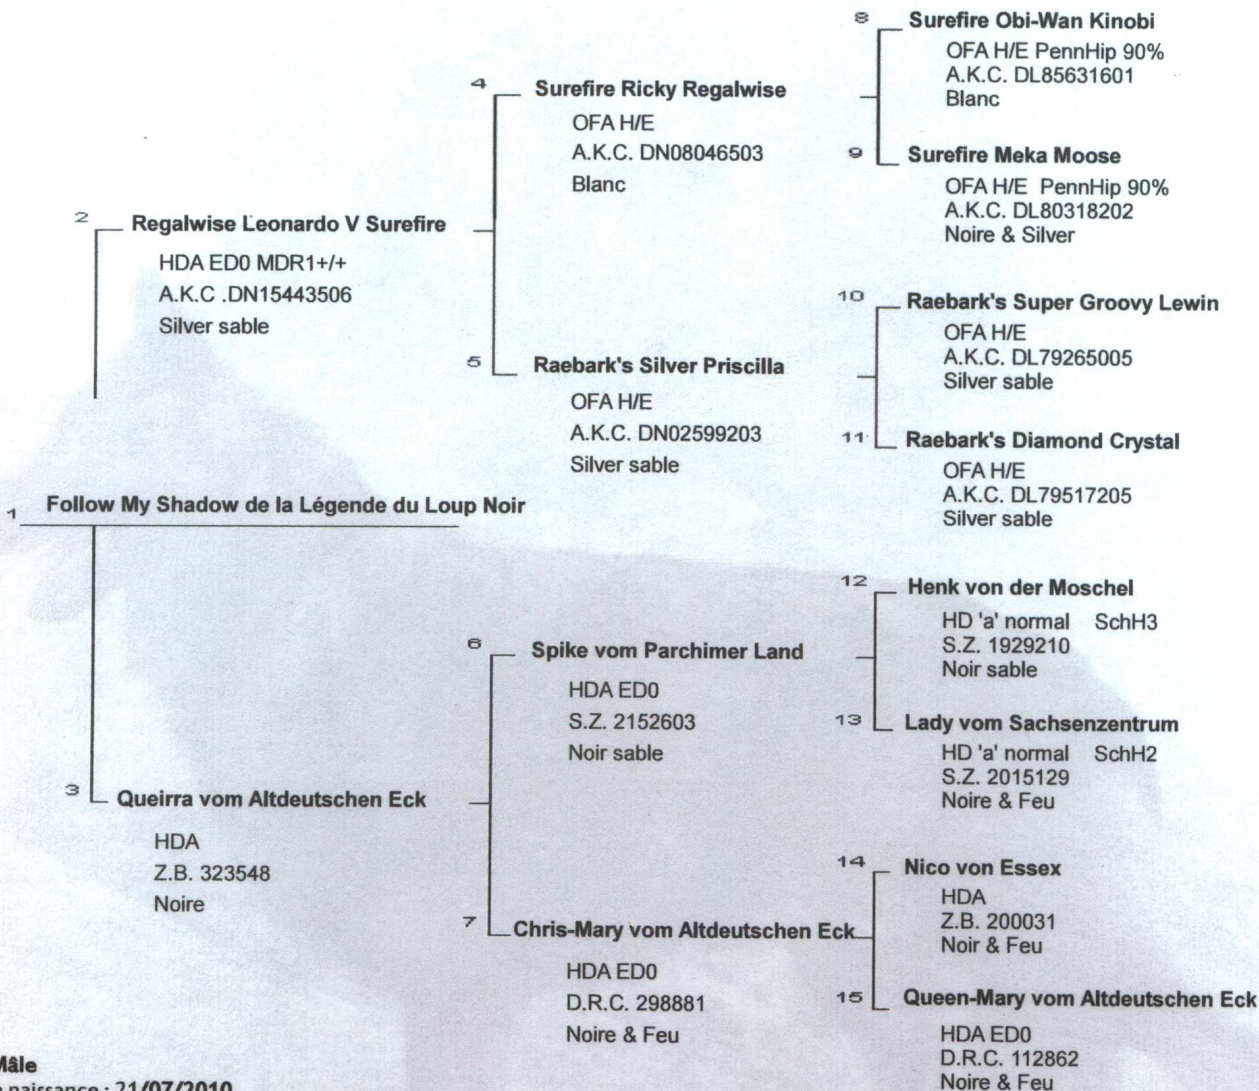 1 Follow My Shadow de la Légende du Loup Noir
2 Regalwise Leonardo V Surefire
HDA ED0 MDR1+/+
A.K.C .DN15443506
Silver sable
3 Queirra vom Altdeutschen Eck
HDA
Z.B. 323548
Noire
4 Surefire Ricky Regalwise
OFA H/E
A.K.C. DN08046503
Blanc
5 Raebark's Silver Priscilla
OFA H/E
A.K.C. DN02599203
Silver sable
6 Spike vom Parchimer Land
HDA ED0
S.Z. 2152603
Noir sable
7 Chris-Mary vom Altdeutschen Eck
HDA ED0
D.R.C. 298881
Noire & Feu
8 Surefire Obi-Wan Kinobi
OFA H/E PennHip 90%
A.K.C. DL85631601
Blanc
9 Surefire Meka Moose
OFA H/E PennHip 90%
A.K.C. DL80318202
Noire & Silver
10 Raebark's Super Groovy Lewin
OFA H/E
A.K.C. DL79265005
Silver sable
11 Raebark's Diamond Crystal
OFA H/E
A.K.C. DL79517205
Silver sable
12 Henk von der Moschel
HD 'a' normal SchH3
S.Z. 1929210
Noir sable
13 Lady vom Sachsenzentrum
HD 'a' normal SchH2
S.Z. 2015129
Noire & Feu
14 Nico von Essex
HDA
Z.B. 200031
Noir & Feu
15 Queen-Mary vom Altdeutschen Eck
HDA ED0
D.R.C. 112862
Noire & Feu
Mâle
naissance : 21/07/2010